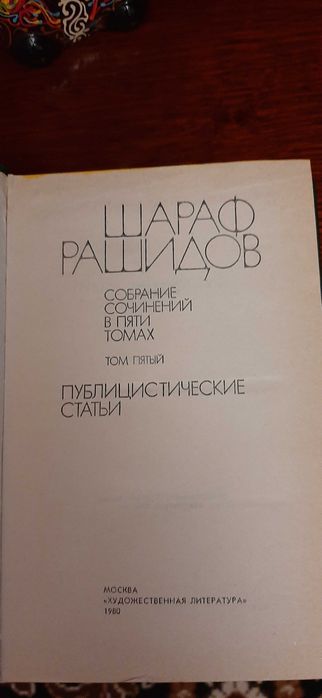 ШАРАФ
РАШИДОВ
СОБРАНИЕ
СОЧИНЕНИЙ
В ПЯТИ
ТОМАХ
ТОМ ПЯТЫЙ
ПУБЛИЦИСТИЧЕСКИЕ
СТАТЬИ
МОСКВА
«ХУДОЖЕСТВЕННАЯ ЛИТЕРАТУРА»
1980